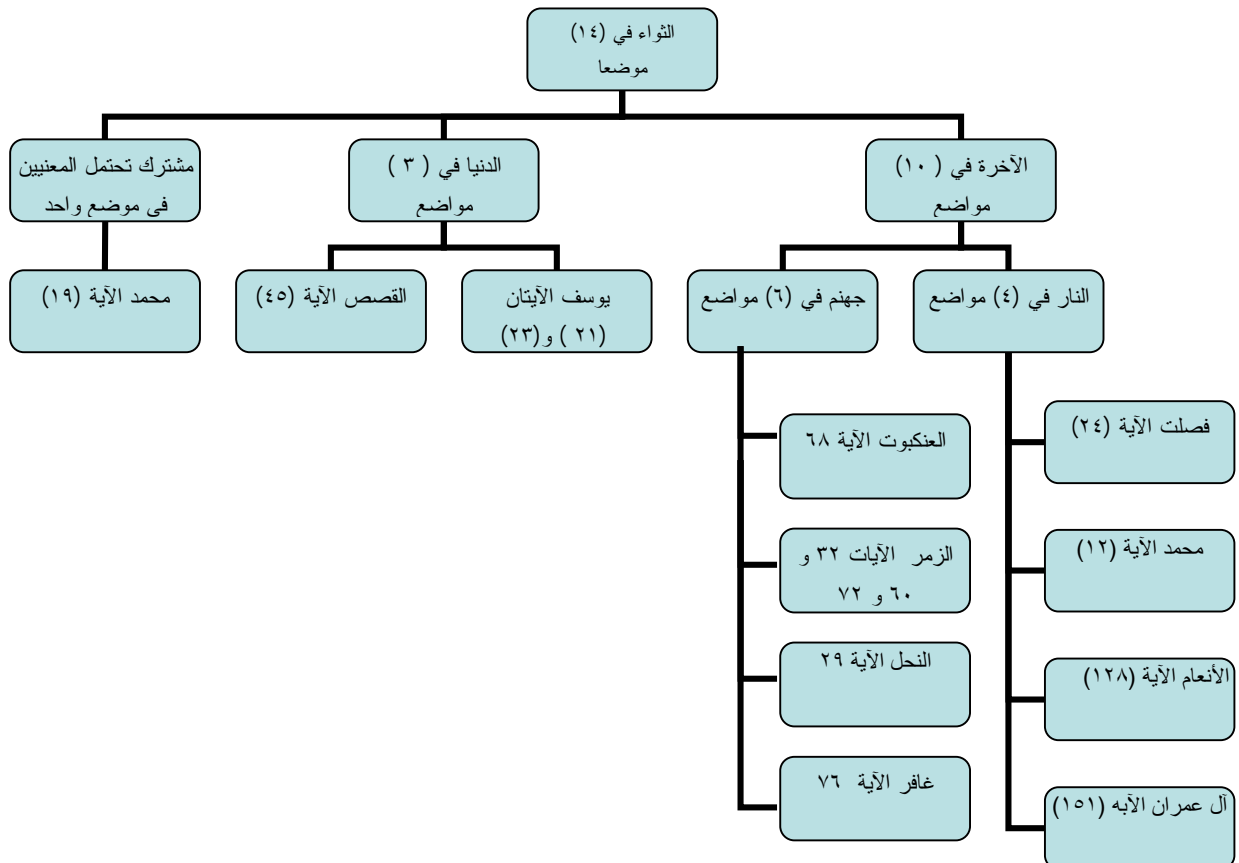 الثواء في (١٤)
موضعا
الآخرة في ( ١٠)
مواضع
الدنيا في ( ٣ )
مواضع
مشترك تحتمل المعنيين
في موضع واحد
النار في (٤) مواضع
جهنم في (٦) مواضع
يوسف الآيتان
(٢١ ) و(٢٣)
القصص الآية (٤٥)
محمد الآية (١٩)
فصلت الآية (٢٤)
محمد الآية (١٢)
الأنعام الآية (١٢٨)
آل عمران الآبه (١٥١)
العنكبوت الآية ٦٨
الزمر الآيات ٣٢ و
٦٠ و ٧٢
النحل الآية ٢٩
غافر الآية ٧٦